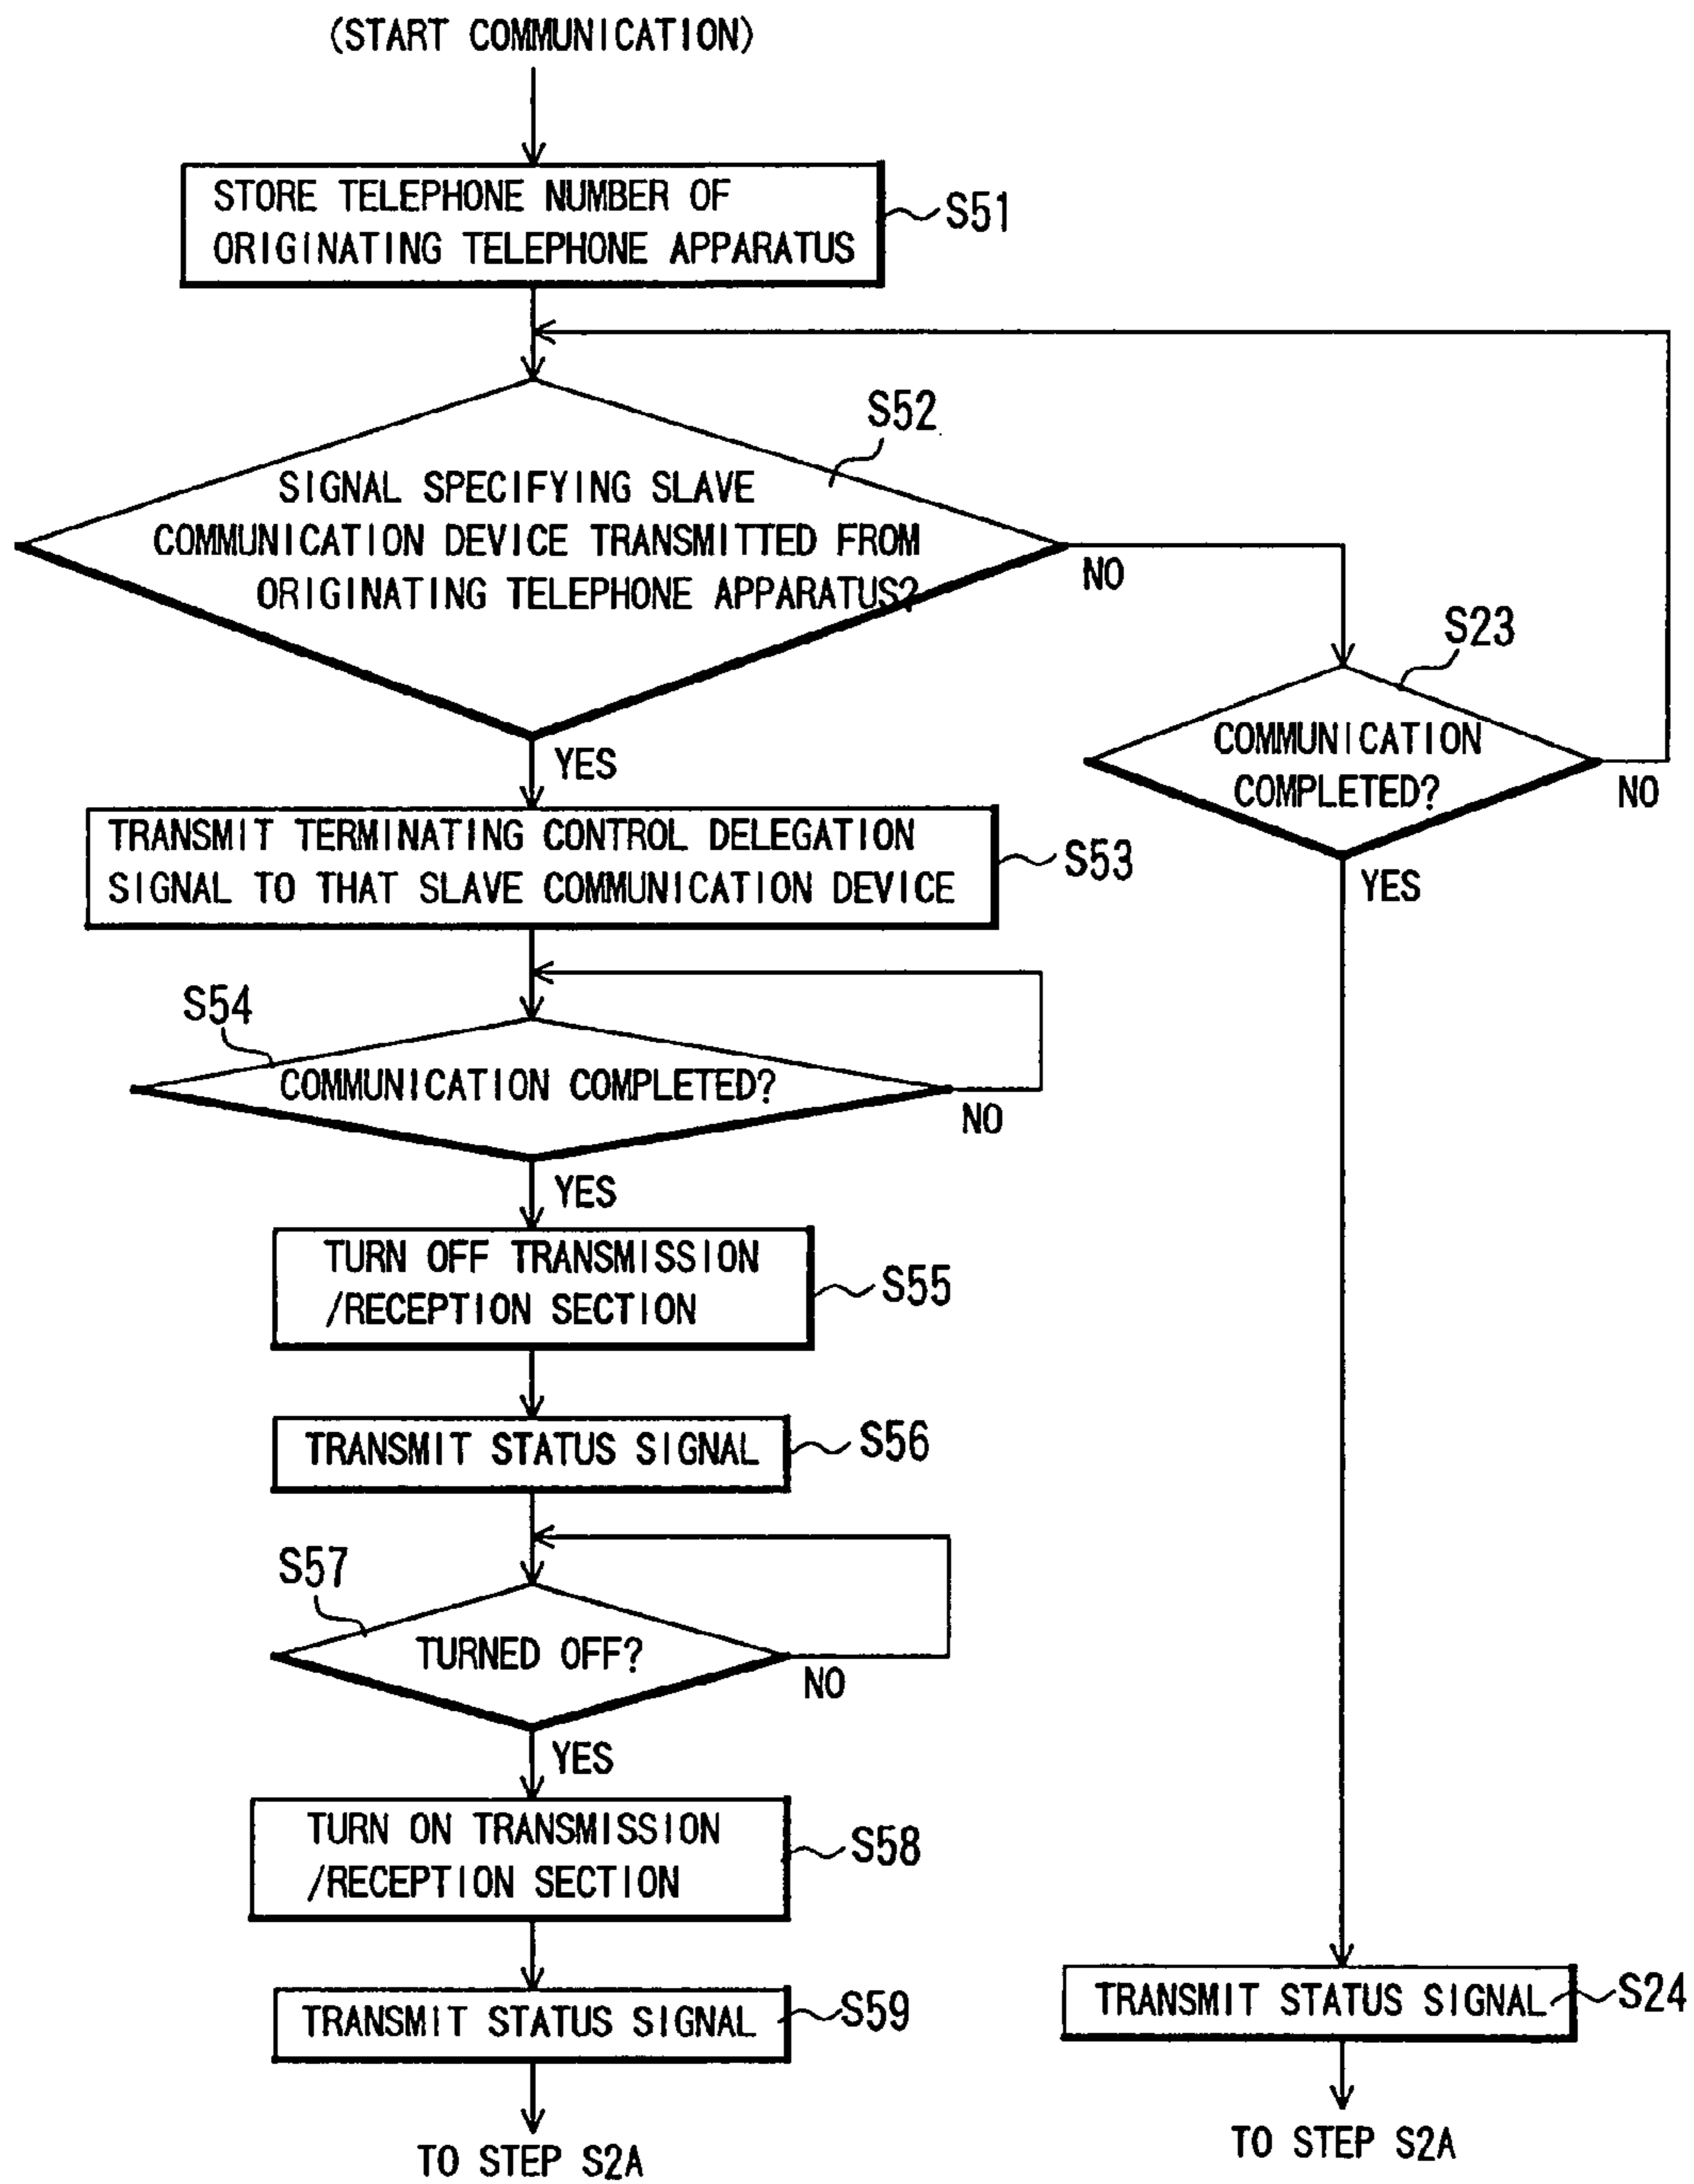 (START COMMUNICATION)
STORE TELEPHONE NUMBER OF
ORIGINATING TELEPHONE APPARATUS
S51
S52
SIGNAL SPECIFYING SLAVE
COMMUNICATION DEVICE TRANSMITTED FROM
ORIGINATING TELEPHONE APPARATUS?
NO
S23
COMMUNICATION
COMPLETED?
NO
YES
YES
TRANSMIT TERMINATING CONTROL DELEGATION
SIGNAL TO THAT SLAVE COMMUNICATION DEVICE
S53
S54
COMMUNICATION COMPLETED?
NO
YES
TURN OFF TRANSMISSION
/RECEPTION SECTION
S55
TRANSMIT STATUS SIGNAL
S56
S57
TURNED OFF?
NO
YES
TURN ON TRANSMISSION
/RECEPTION SECTION
S58
TRANSMIT STATUS SIGNAL
S59
TO STEP S2A
TRANSMIT STATUS SIGNAL
S24
TO STEP S2A